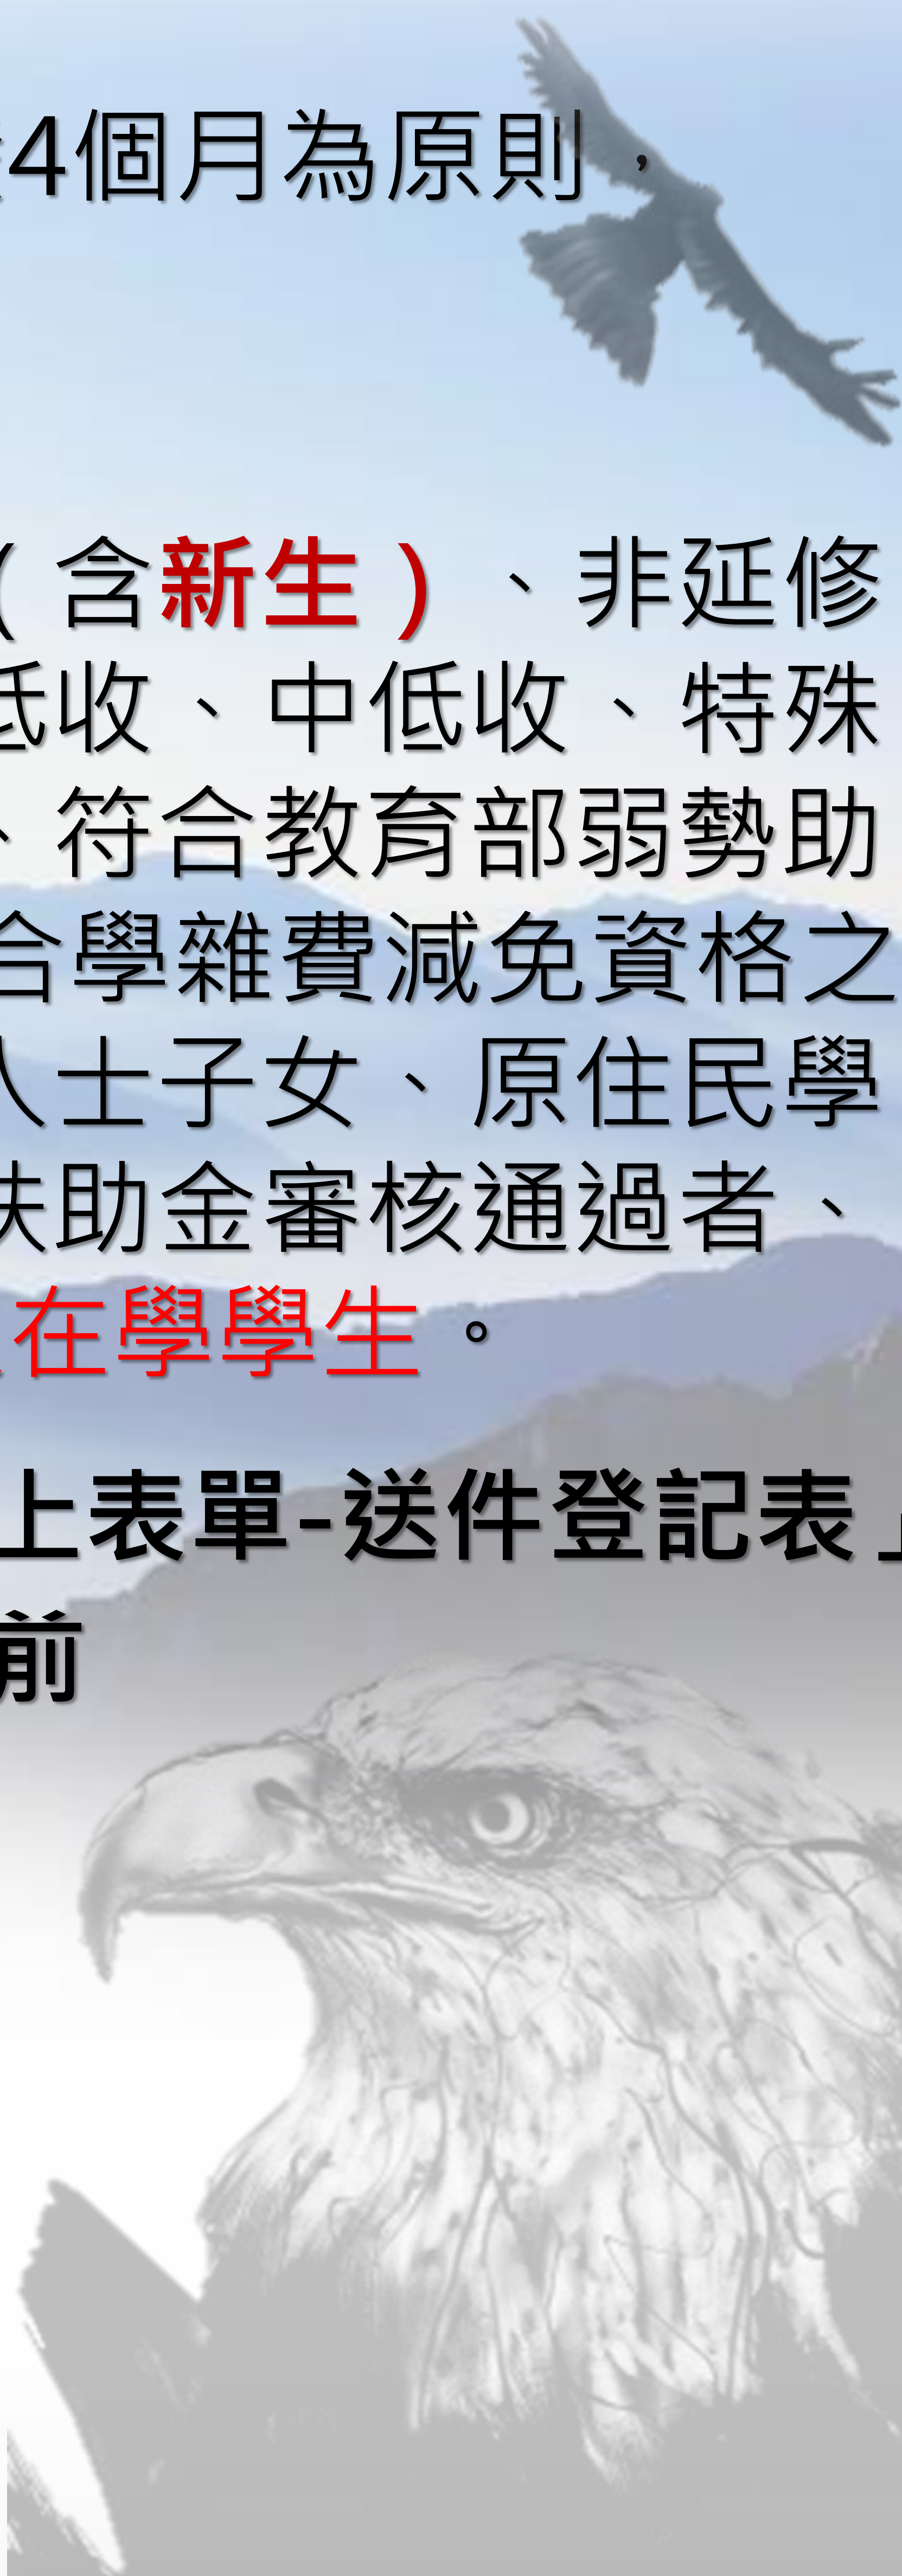 4個月為原則，
（含新生）、非延修
低收、中低收、特殊
、符合教育部弱勢助
合學雜費減免資格之
人士子女、原住民學
扶助金審核通過者、
在學學生。
上表單-送件登記表」
前